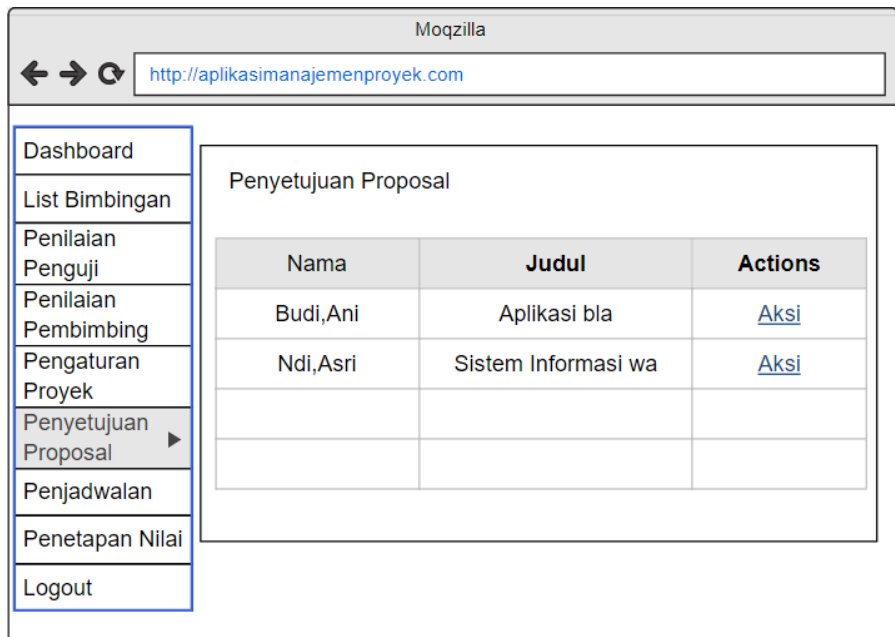 Moqzilla
http://aplikasimanajemenproyek.com
Dashboard
List Bimbingan
Penilaian
Penguji
Penilaian
Pembimbing
Pengaturan
Proyek
Penyetujuan
Proposal
Penjadwalan
Penetapan Nilai
Logout
Penyetujuan Proposal
Nama Judul Actions
Budi,Ani Aplikasi bla Aksi
Ndi,Asri Sistem Informasi wa Aksi